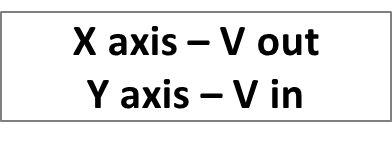 X axis – V out
Y axis – V in